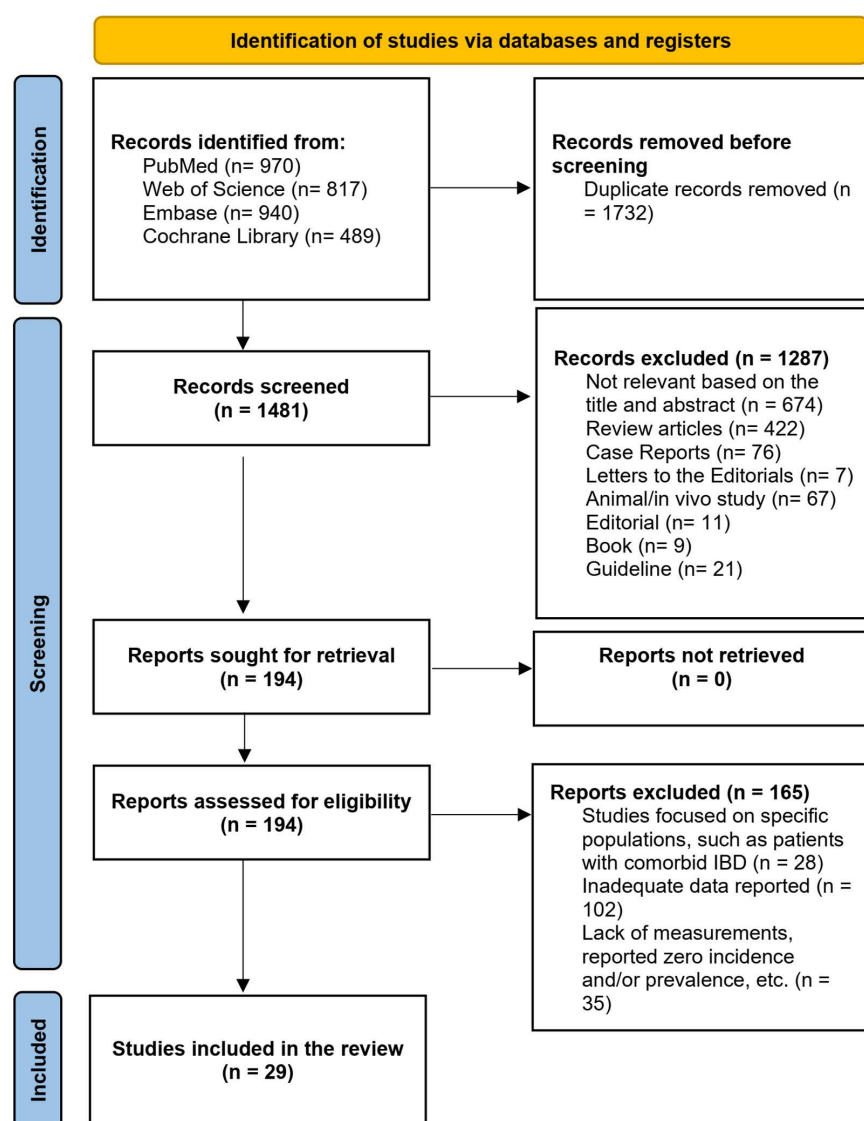 Identification of studies via databases and registers
Identification
Records identified from:
PubMed (n= 970)
Web of Science (n= 817)
Embase (n= 940)
Cochrane Library (n= 489)
Records removed before
screening
Duplicate records removed (n
= 1732)
Screening
Records screened
(n = 1481)
Records excluded (n = 1287)
Not relevant based on the
title and abstract (n = 674)
Review articles (n= 422)
Case Reports (n= 76)
Letters to the Editorials (n= 7)
Animal/in vivo study (n= 67)
Editorial (n= 11)
Book (n= 9)
Guideline (n= 21)
Reports sought for retrieval
(n = 194)
Reports not retrieved
(n = 0)
Reports assessed for eligibility
(n = 194)
Reports excluded (n = 165)
Studies focused on specific
populations, such as patients
with comorbid IBD (n = 28)
Inadequate data reported (n =
102)
Lack of measurements,
reported zero incidence
and/or prevalence, etc. (n =
35)
Included
Studies included in the review
(n = 29)